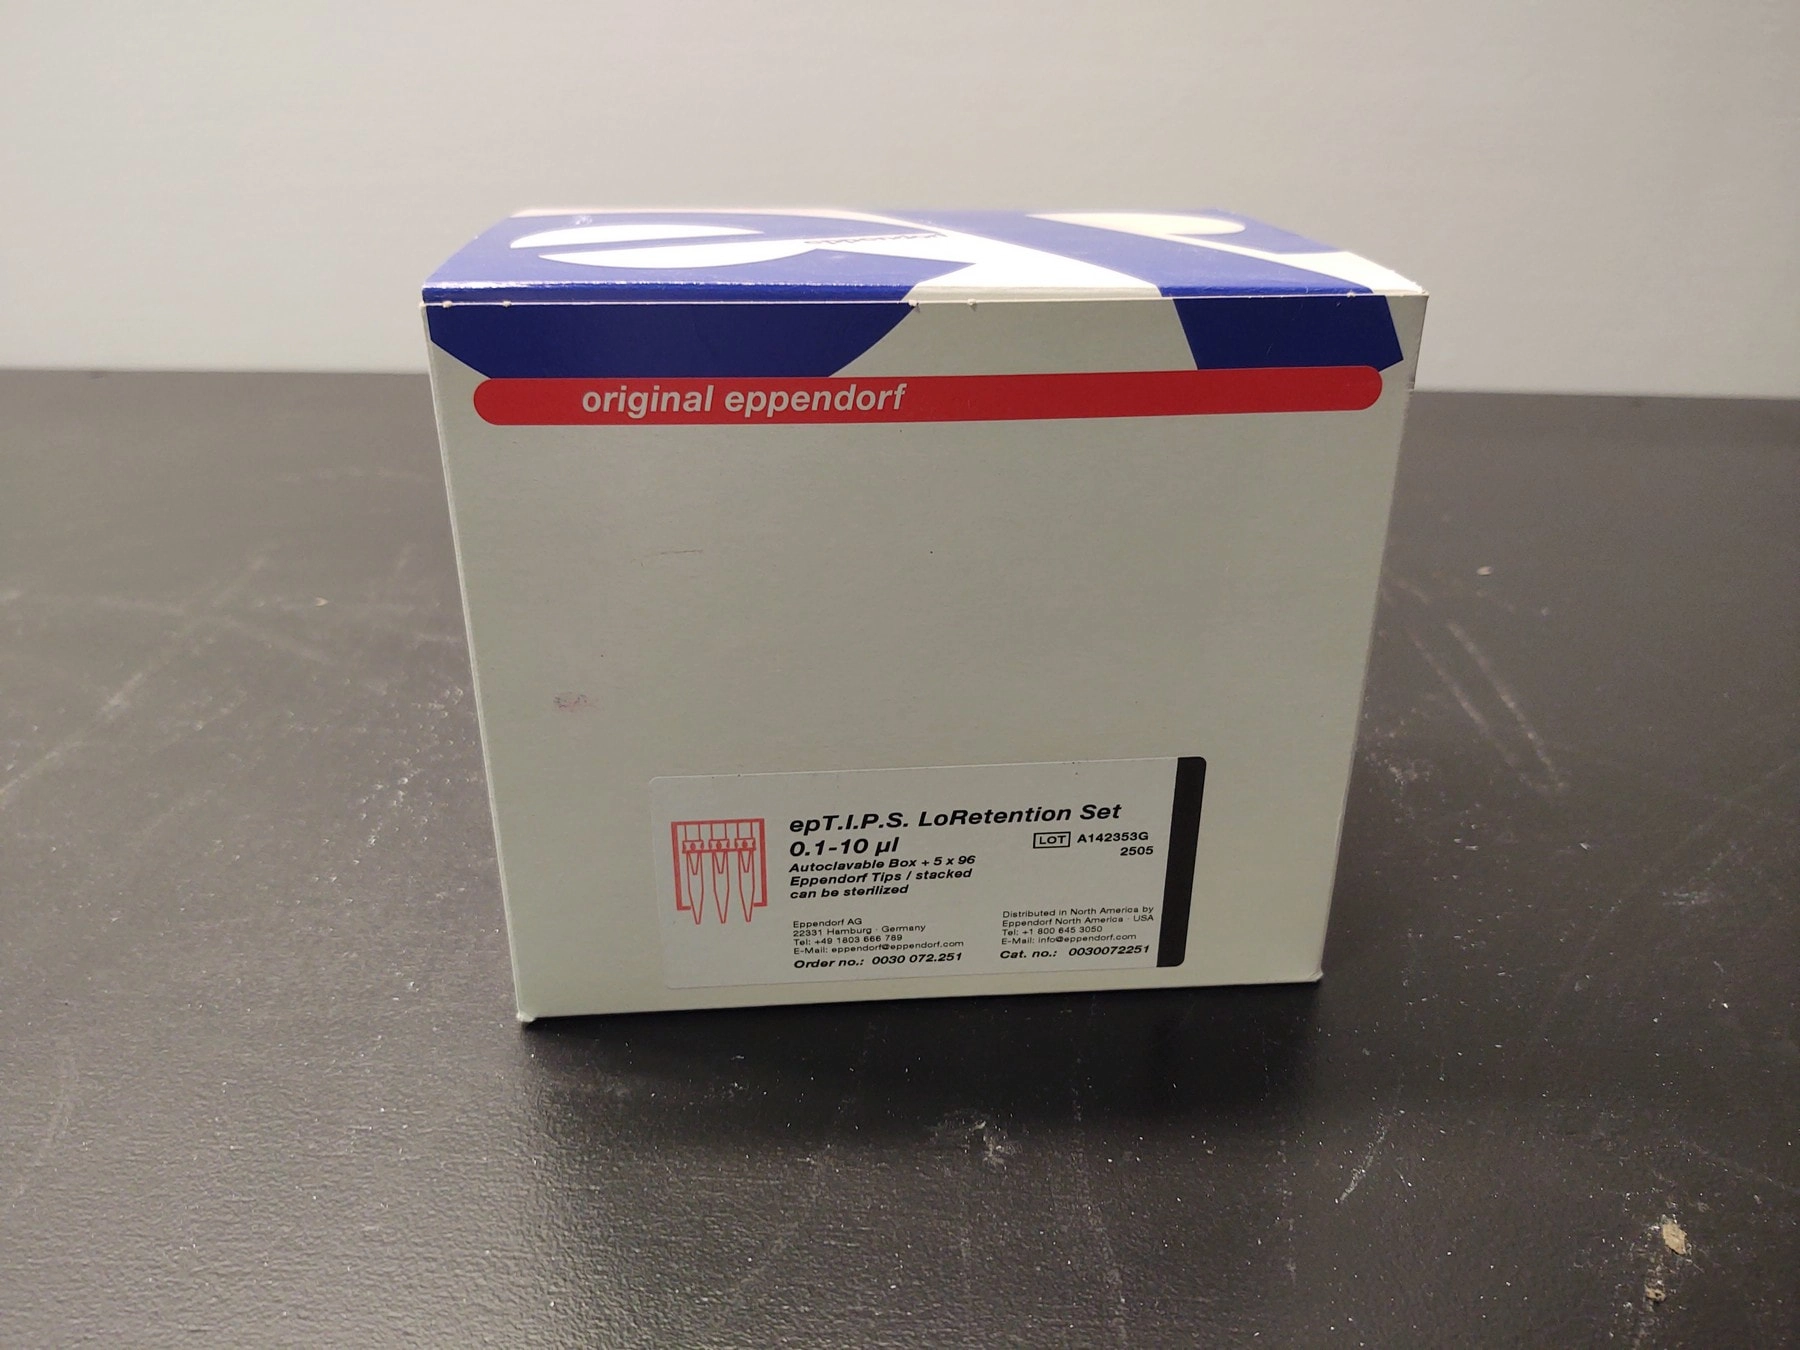 eppendorf
original eppendorf
epT.I.P.S. LoRetention Set
0.1-10 µl
Autoclavable Box + 5 x 96
Eppendorf Tips / stacked
can be sterilized
LOT A142353G
2505
Eppendorf AG
22331 Hamburg · Germany
Tel: +49 1803 666 789
E-Mail: eppendorf@eppendorf.com
Order no.: 0030 072.251
Distributed in North America by
Eppendorf North America · USA
Tel: +1 800 645 3050
E-Mail: info@eppendorf.com
Cat. no.: 0030072251